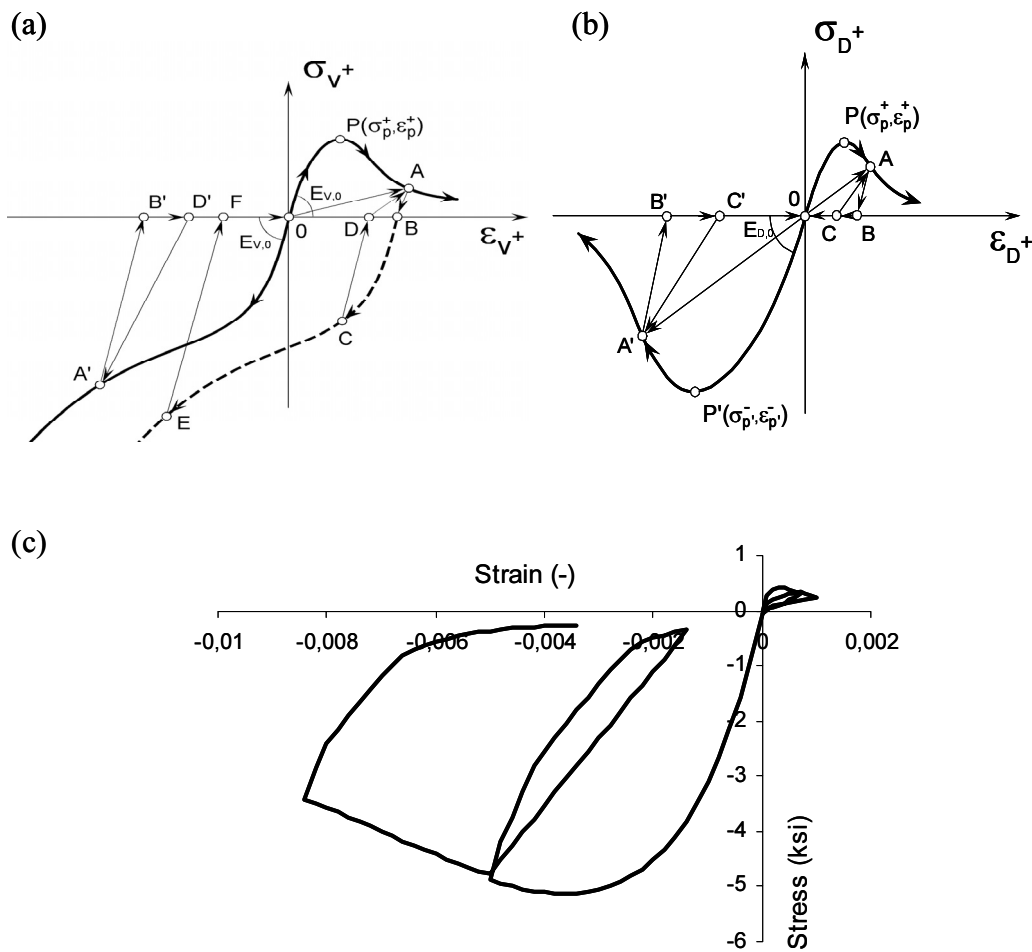 (a)
σV+
P(σp+,εp+)
A
B' D' F
EV,0
0
D B
εV+
EV,0
C
A'
E
(b)
σD+
P(σp+,εp+)
A
0
B' C'
C B
ED,0
εD+
A'
P'(σp'-,εp'-)
(c)
Strain (-)
1
0
-0,01 -0,008 -0,006 -0,004 -0,002 0 0,002
-1
-2
-3
-4
-5
-6
Stress (ksi)